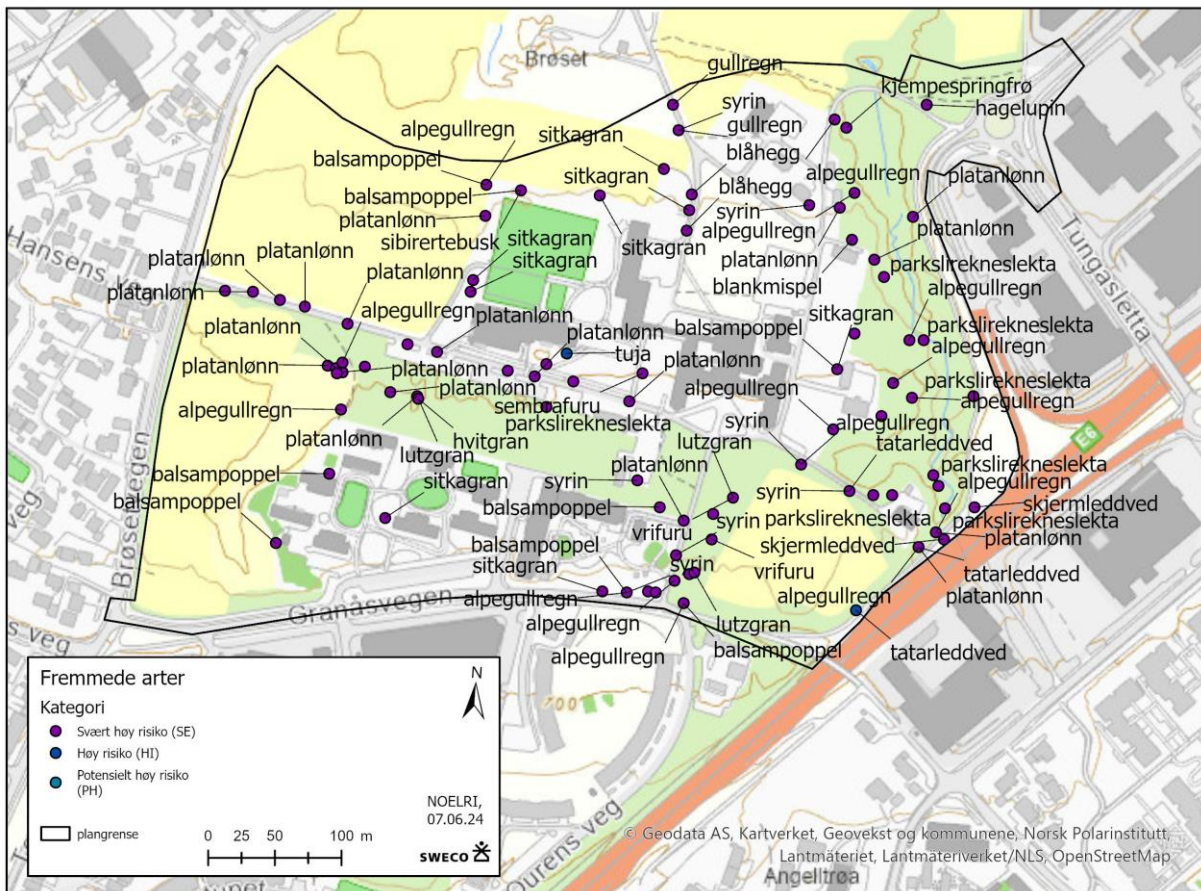 Brøset
gullregn
kjempespringfrø
syrin
hagelupin
alpegullregn
sitkagran
gullregn
balsampoppel
blåhegg
alpegullregn
platanlønn
sitkagran
blåhegg
balsampoppel
syrin
platanlønn
sitkagran
alpegullregn
platanlønn
sibirertebusk
sitkagran
platanlønn
parkslirekneslekta
platanlønn
platanlønn
sitkagran
blankmispel
Hansens veg
platanlønn
platanlønn
alpegullregn
sitkagran
alpegullregn
Tungasletta
platanlønn
platanlønn
platanlønn
balsampoppel
parkslirekneslekta
tuja
alpegullregn
platanlønn
platanlønn
platanlønn
alpegullregn
parkslirekneslekta
platanlønn
sembrafuru
alpegullregn
alpegullregn
parkslirekneslekta
syrin
alpegullregn
E6
platanlønn
hvitgran
lutzgran
tatarleddved
lutzgran
platanlønn
parkslirekneslekta
balsampoppel
sitkagran
syrin
alpegullregn
syrin
balsampoppel
balsampoppel
parkslirekneslekta
skjermleddved
syrin
parkslirekneslekta
vrifuru
skjermleddved
platanlønn
balsampoppel
syrin
vrifuru
tatarleddved
Brøsetvegen
sitkagran
alpegullregn
platanlønn
alpegullregn
Granåsvegen
lutzgran
alpegullregn
balsampoppel
tatarleddved
Fremmede arter
N
Kategori
Svært høy risiko (SE)
Høy risiko (HI)
Potensielt høy risiko
(PH)
NOELRI,
07.06.24
plangrense
0 25 50 100 m
SWECO
© Geodata AS, Kartverket, Geovekst og kommunene, Norsk Polarinstitutt,
Lantmäteriet, Lantmäteriverket/NLS, OpenStreetMap
Angelltrøa
Ourens veg